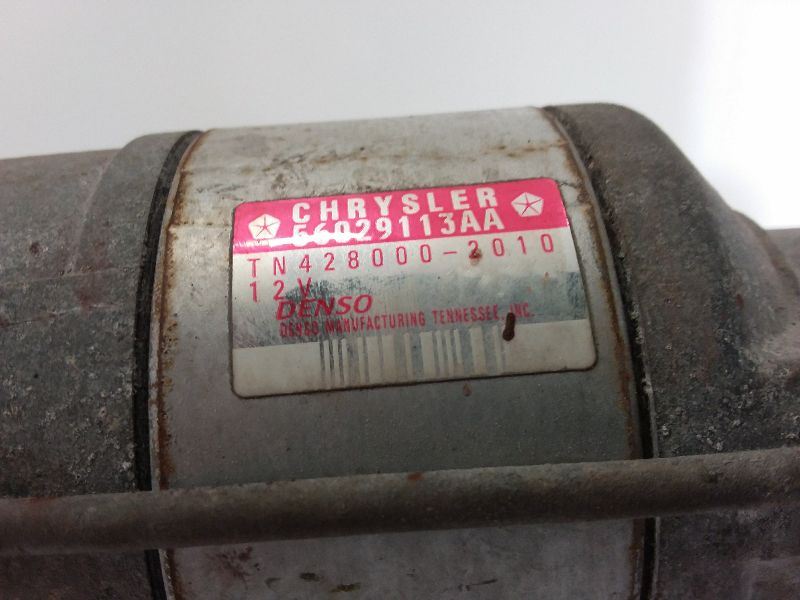 CHRYSLER
56029113AA
TN428000-2010
12V
DENSO
DENSO MANUFACTURING TENNESSEE, INC.